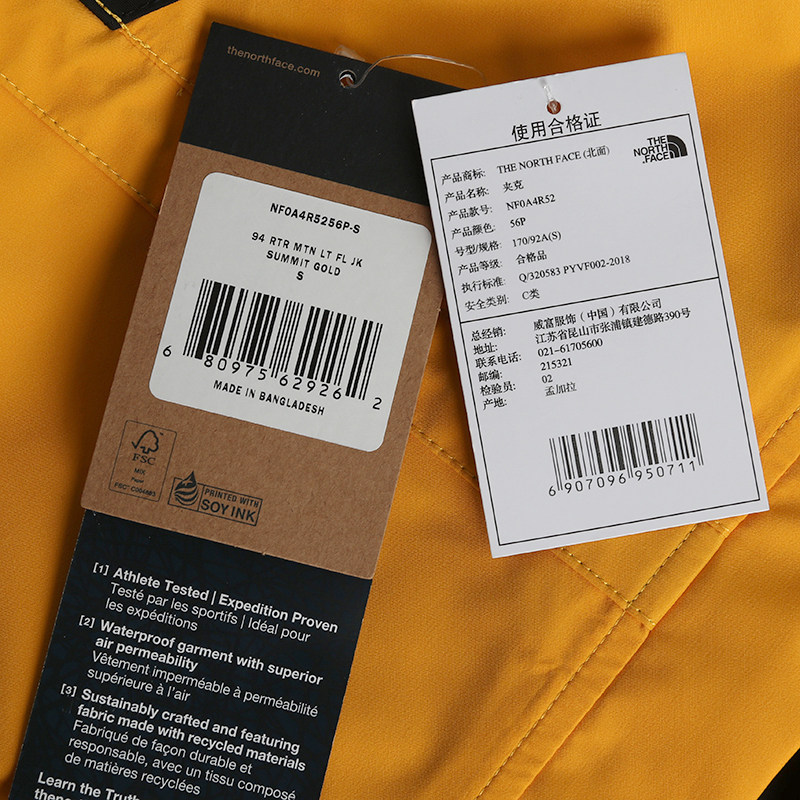 thenorthface.com
NF0A4R5256P-S
94 RTR MTN LT FL JK
SUMMIT GOLD
S
6 80975 62926 2
MADE IN BANGLADESH
FSC
MIX
Paper
PRINTED WITH
SOY INK
[1] Athlete Tested | Expedition Proven
Testé par les sportifs | Idéal pour
les expéditions
[2] Waterproof garment with superior
air permeability
Vêtement imperméable à perméabilité
supérieure à l'air
[3] Sustainably crafted and featuring
fabric made with recycled materials
Fabriqué de façon durable et
responsable, avec un tissu composé
de matières recyclées
Learn the Truth
使用合格证
THE
NORTH
FACE
产品商标: THE NORTH FACE (北面)
产品名称: 夹克
产品款号: NF0A4R52
产品颜色: 56P
号型/规格: 170/92A(S)
产品等级: 合格品
执行标准: Q/320583 PYVF002-2018
安全类别: C类
总经销: 威富服饰（中国）有限公司
地址: 江苏省昆山市张浦镇建德路390号
联系电话: 021-61705600
邮编: 215321
检验员: 02
产地: 孟加拉
6 907096 950711